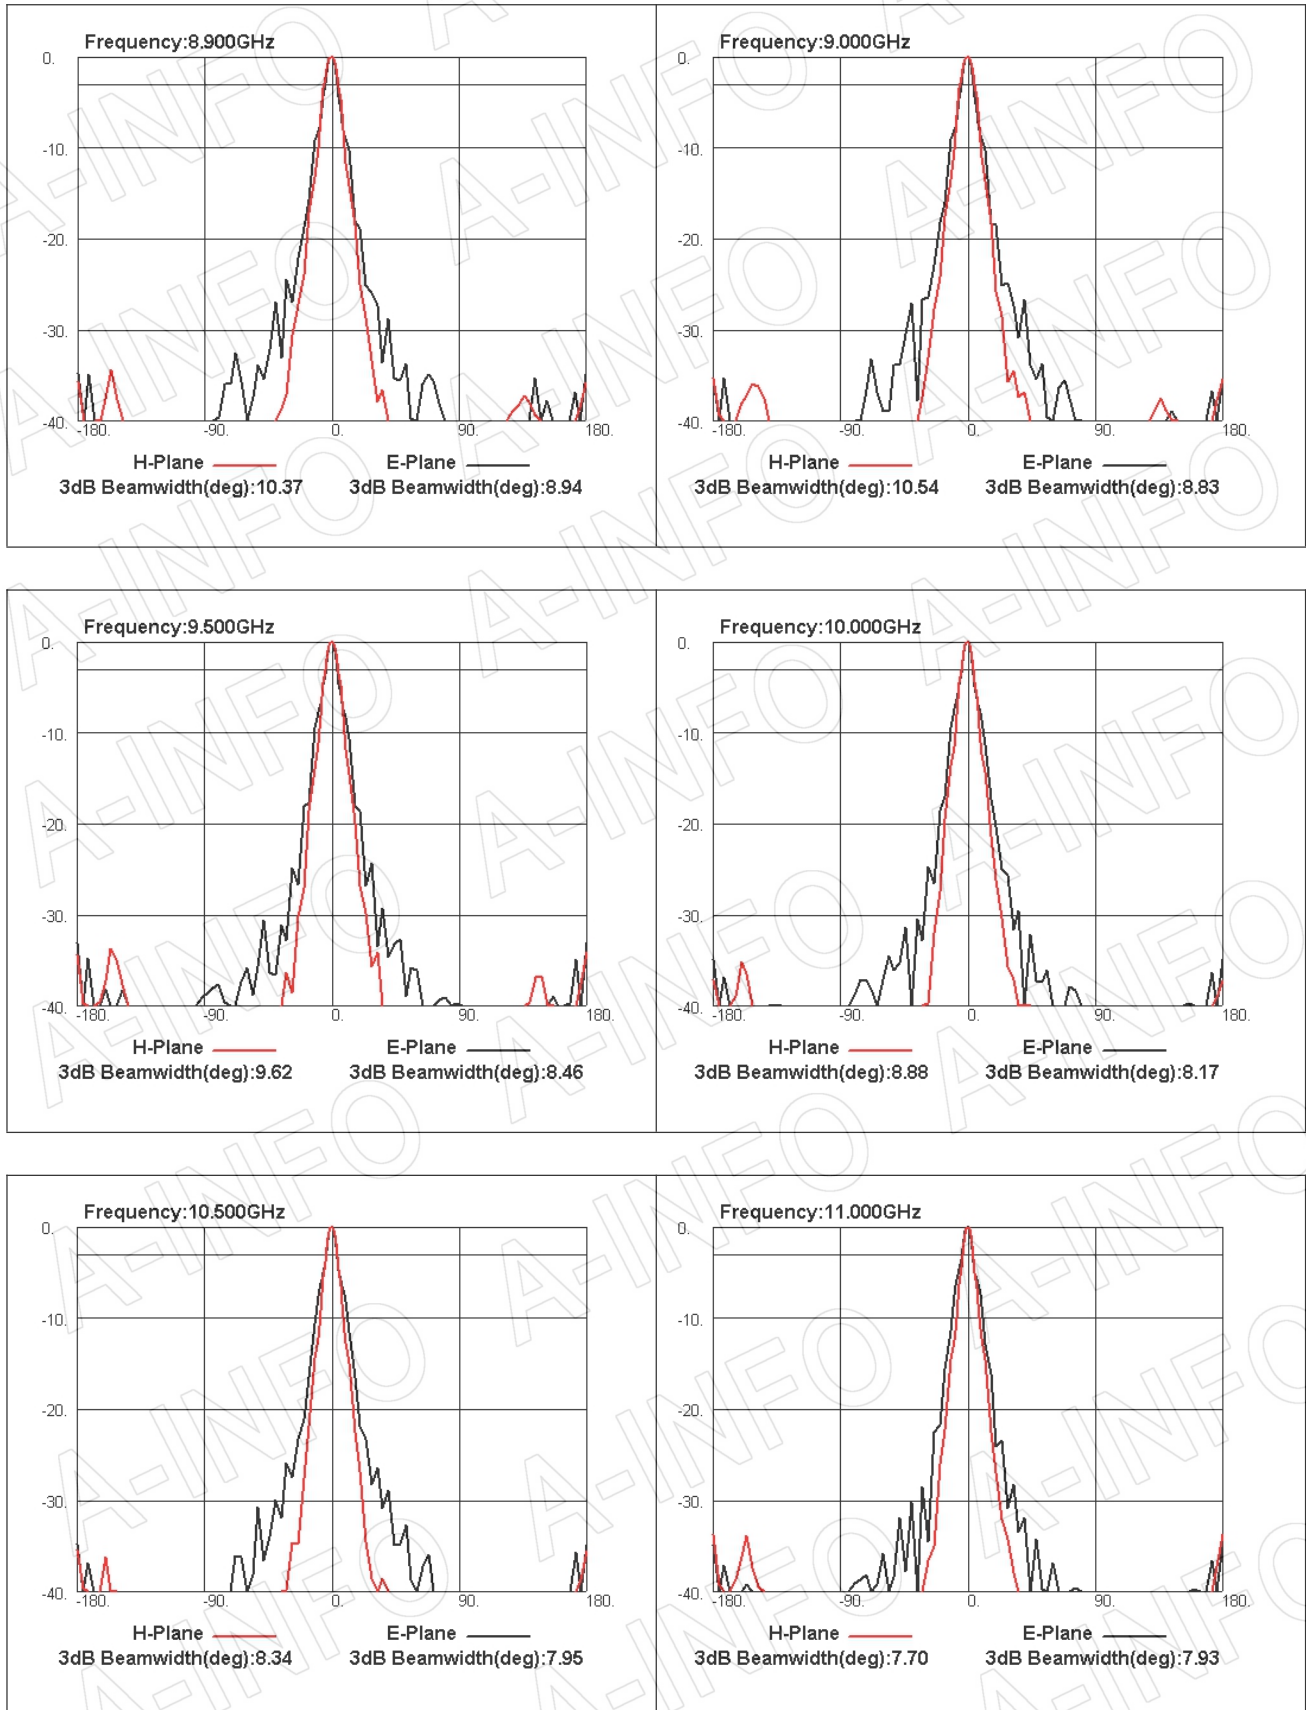 Frequency:8.900GHz
0.
-10.
-20.
-30.
-40.
-180. -90. 0. 90. 180.
H-Plane E-Plane
3dB Beamwidth(deg):10.37 3dB Beamwidth(deg):8.94
Frequency:9.000GHz
0.
-10.
-20.
-30.
-40.
-180. -90. 0. 90. 180.
H-Plane E-Plane
3dB Beamwidth(deg):10.54 3dB Beamwidth(deg):8.83
Frequency:9.500GHz
0.
-10.
-20.
-30.
-40.
-180. -90. 0. 90. 180.
H-Plane E-Plane
3dB Beamwidth(deg):9.62 3dB Beamwidth(deg):8.46
Frequency:10.000GHz
0.
-10.
-20.
-30.
-40.
-180. -90. 0. 90. 180.
H-Plane E-Plane
3dB Beamwidth(deg):8.88 3dB Beamwidth(deg):8.17
Frequency:10.500GHz
0.
-10.
-20.
-30.
-40.
-180. -90. 0. 90. 180.
H-Plane E-Plane
3dB Beamwidth(deg):8.34 3dB Beamwidth(deg):7.95
Frequency:11.000GHz
0.
-10.
-20.
-30.
-40.
-180. -90. 0. 90. 180.
H-Plane E-Plane
3dB Beamwidth(deg):7.70 3dB Beamwidth(deg):7.93
A-INFO